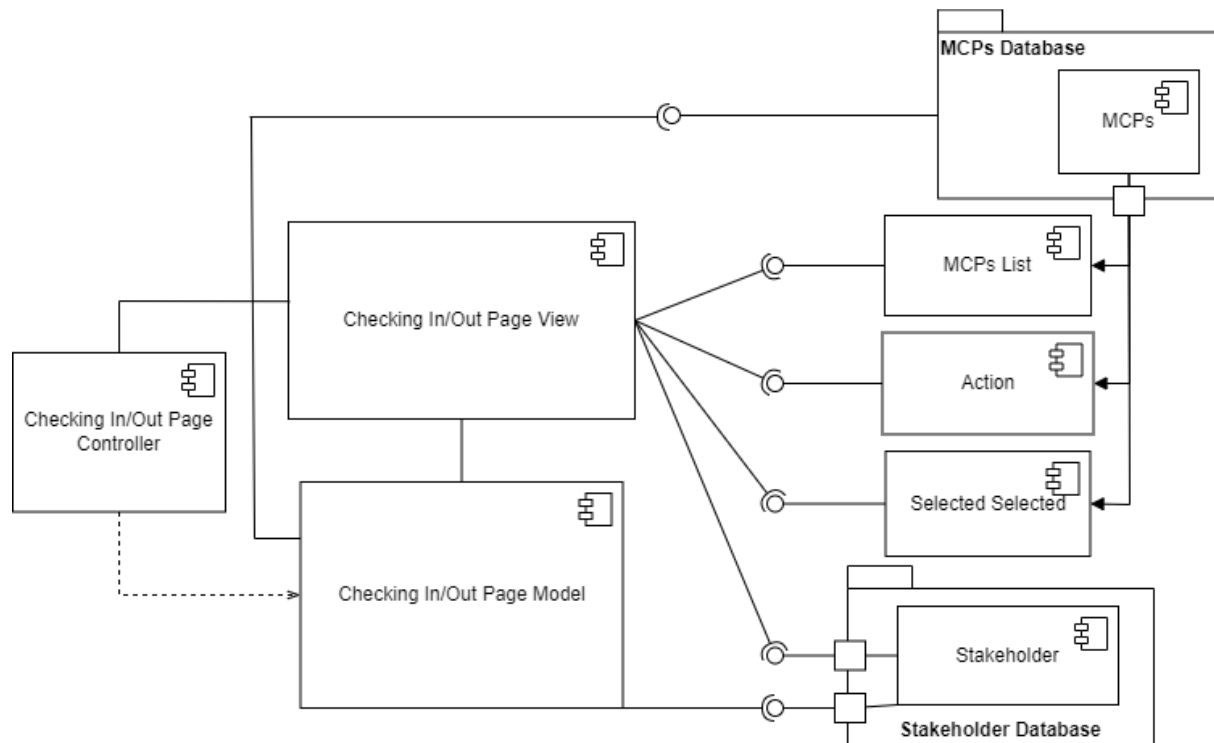 MCPs Database
MCPs
MCPs List
Checking In/Out Page View
Action
Checking In/Out Page
Controller
Selected Selected
Checking In/Out Page Model
Stakeholder
Stakeholder Database